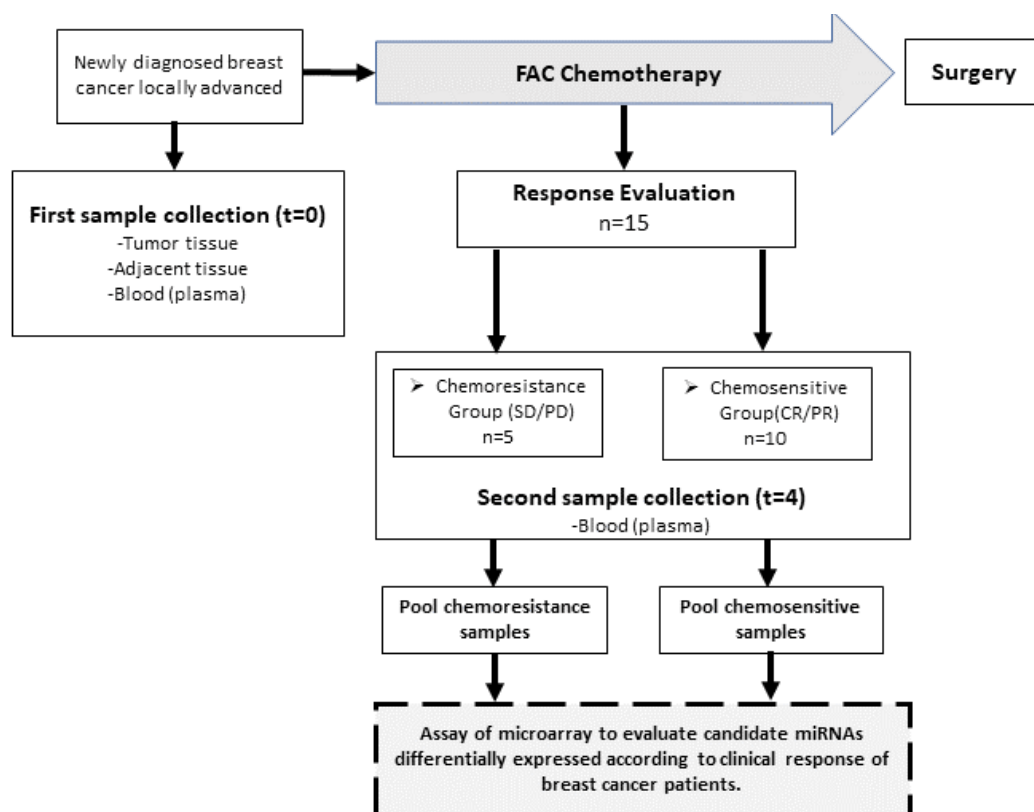 Newly diagnosed breast
cancer locally advanced
FAC Chemotherapy
Surgery
First sample collection (t=0)
-Tumor tissue
-Adjacent tissue
-Blood (plasma)
Response Evaluation
n=15
➢ Chemoresistance
Group (SD/PD)
n=5
➢ Chemosensitive
Group(CR/PR)
n=10
Second sample collection (t=4)
-Blood (plasma)
Pool chemoresistance
samples
Pool chemosensitive
samples
Assay of microarray to evaluate candidate miRNAs
differentially expressed according to clinical response of
breast cancer patients.